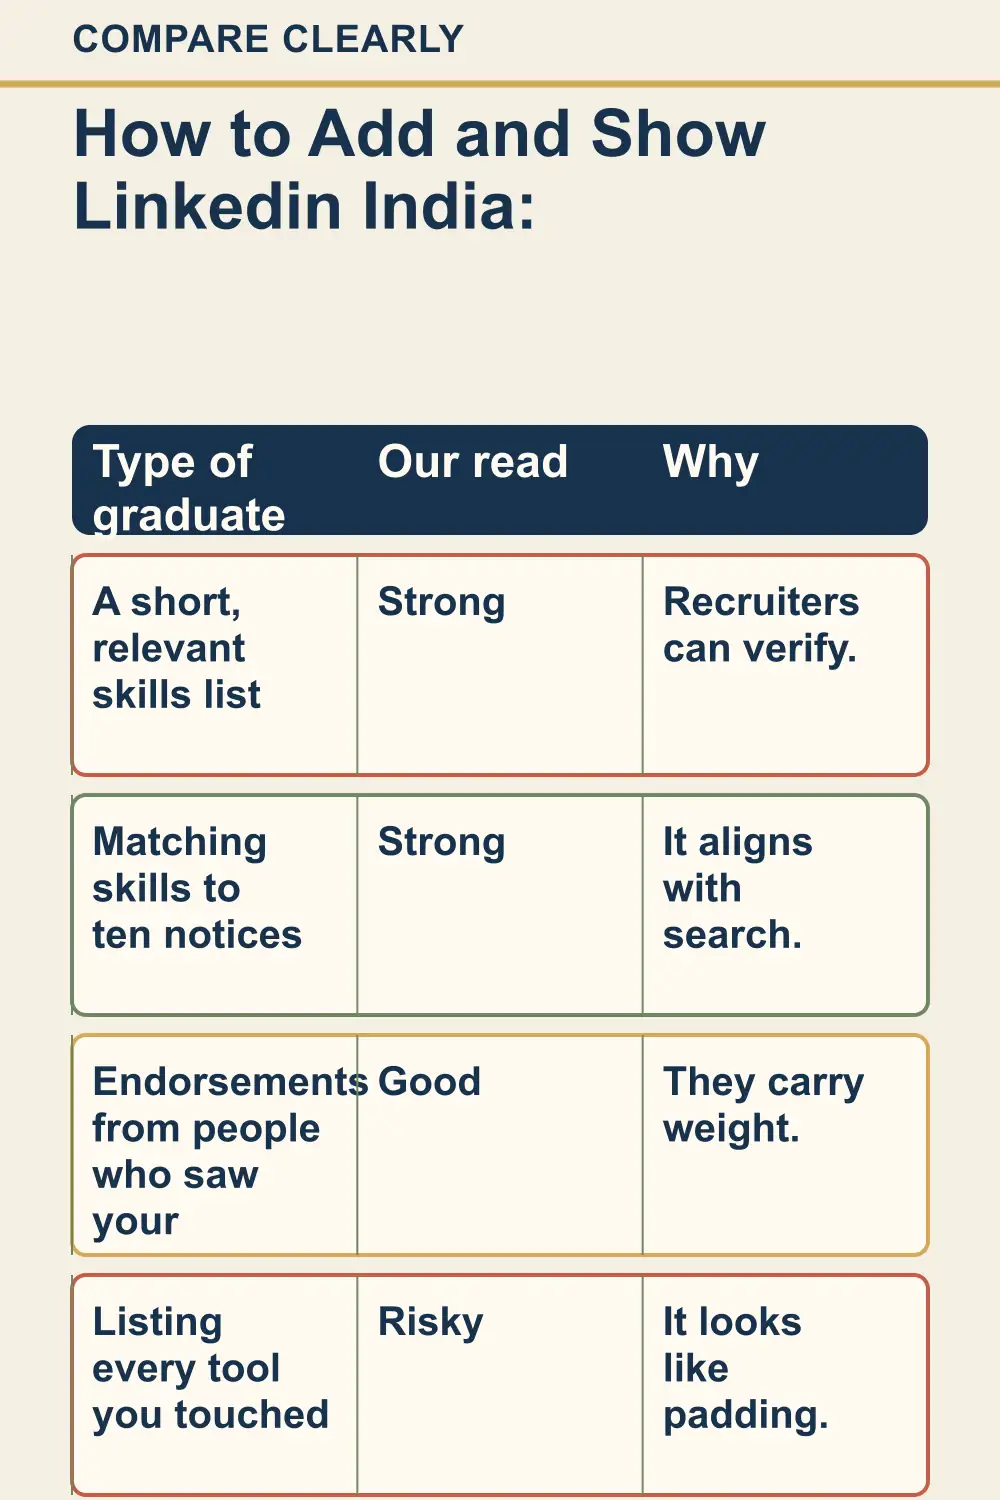 COMPARE CLEARLY
How to Add and Show
Linkedin India:
Type of
graduate
Our read
Why
A short,
relevant
skills list
Strong
Recruiters
can verify.
Matching
skills to
ten notices
Strong
It aligns
with
search.
Endorsements
from people
who saw
your
Good
They carry
weight.
Listing
every tool
you touched
Risky
It looks
like
padding.